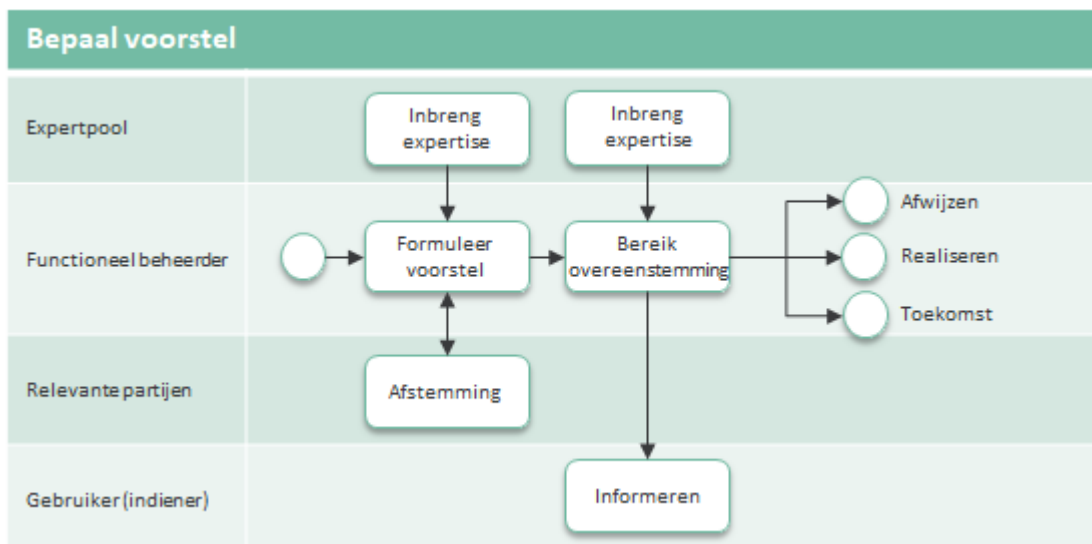 Bepaal voorstel
Expertpool
Inbreng
expertise
Inbreng
expertise
Functioneel beheerder
Formuleer
voorstel
Bereik
overeenstemming
Afwijzen
Realiseren
Toekomst
Relevante partijen
Afstemming
Gebruiker (indiener)
Informeren